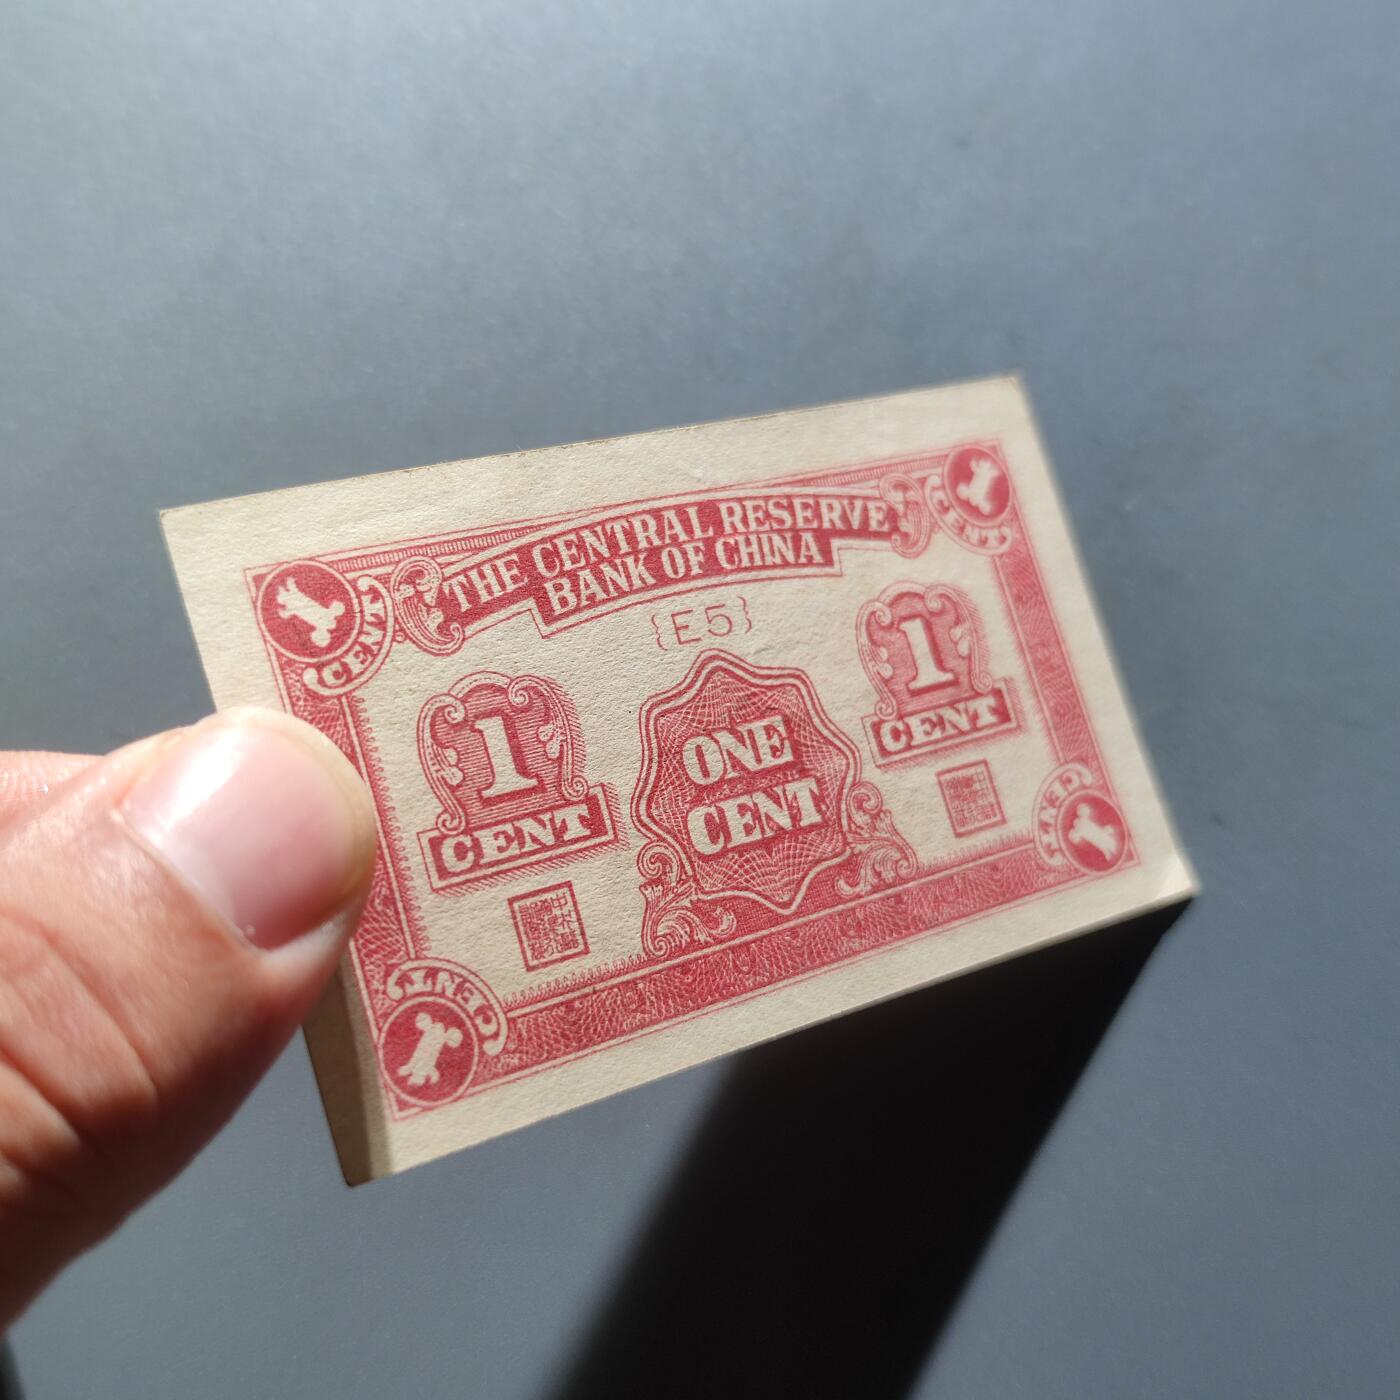 THE CENTRAL RESERVE
BANK OF CHINA
{E5}
CENT
CENT
1
CENT
ONE
CENT
1
CENT
CENT
CENT